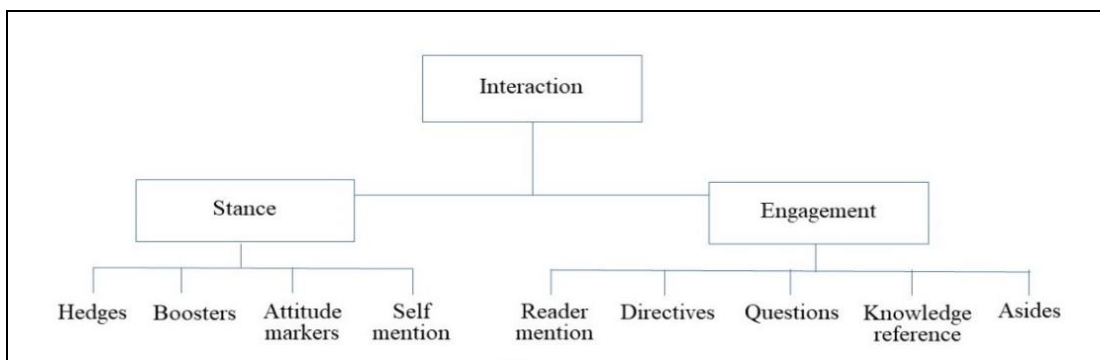 Interaction
Stance
Engagement
Hedges
Boosters
Attitude
markers
Self
mention
Reader
mention
Directives
Questions
Knowledge
reference
Asides